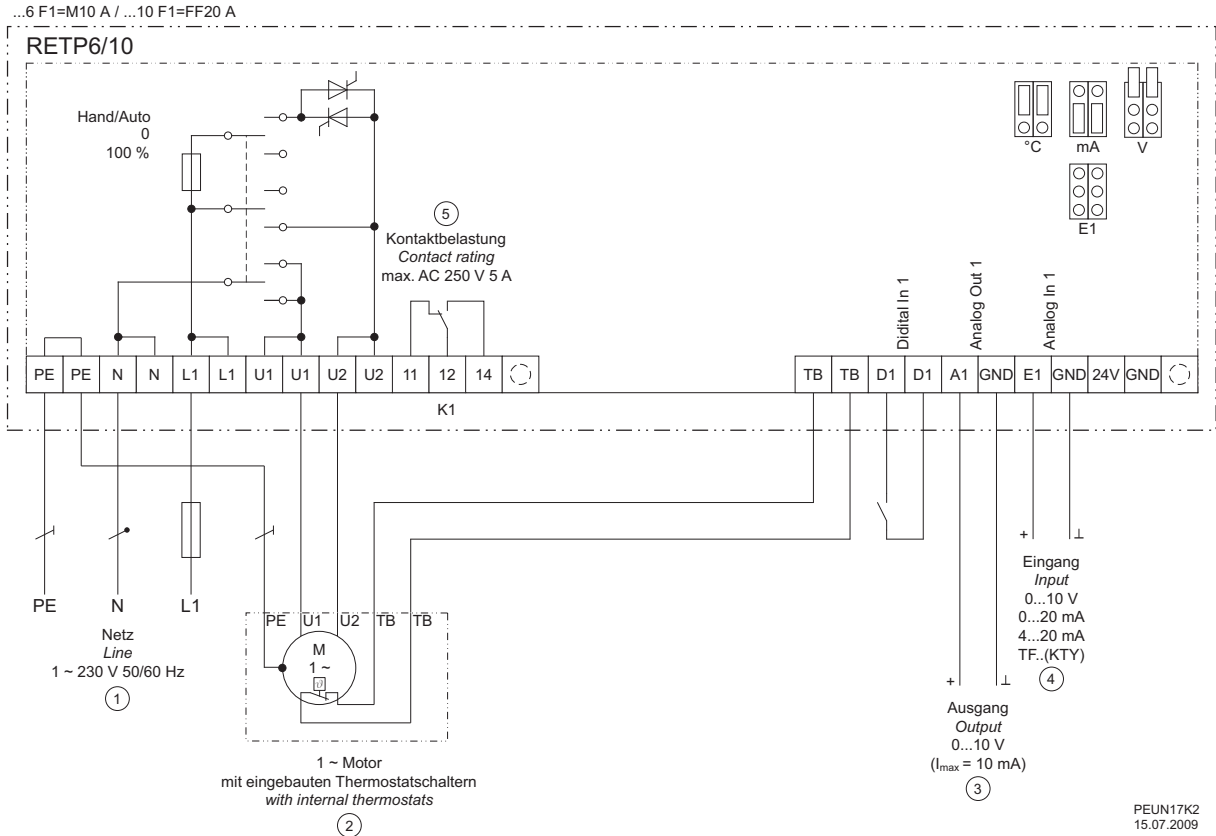 ...6 F1=M10 A / ...10 F1=FF20 A
RETP6/10
Hand/Auto
0
100 %
5
Kontaktbelastung
Contact rating
max. AC 250 V 5 A
°C
mA
V
E1
Didital In 1
Analog Out 1
Analog In 1
PE PE N N L1 L1 U1 U1 U2 U2 11 12 14
TB TB D1 D1 A1 GND E1 GND 24V GND
K1
PE
N
L1
Netz
Line
1 ~ 230 V 50/60 Hz
1
PE U1 U2 TB TB
M
1 ~
ϑ
1 ~ Motor
mit eingebauten Thermostatschaltern
with internal thermostats
2
+ ⊥
Ausgang
Output
0...10 V
(Imax = 10 mA)
3
+ ⊥
Eingang
Input
0...10 V
0...20 mA
4...20 mA
TF..(KTY)
4
PEUN17K2
15.07.2009